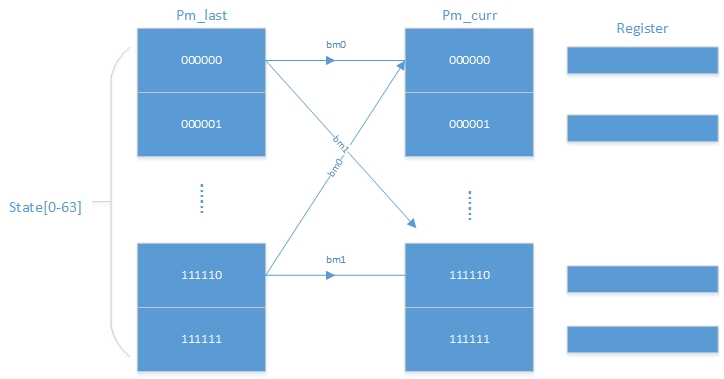 Pm_last
Pm_curr
Register
bm0
000000
000000
000001
000001
bm1
bm0
State[0-63]
bm1
111110
111110
111111
111111